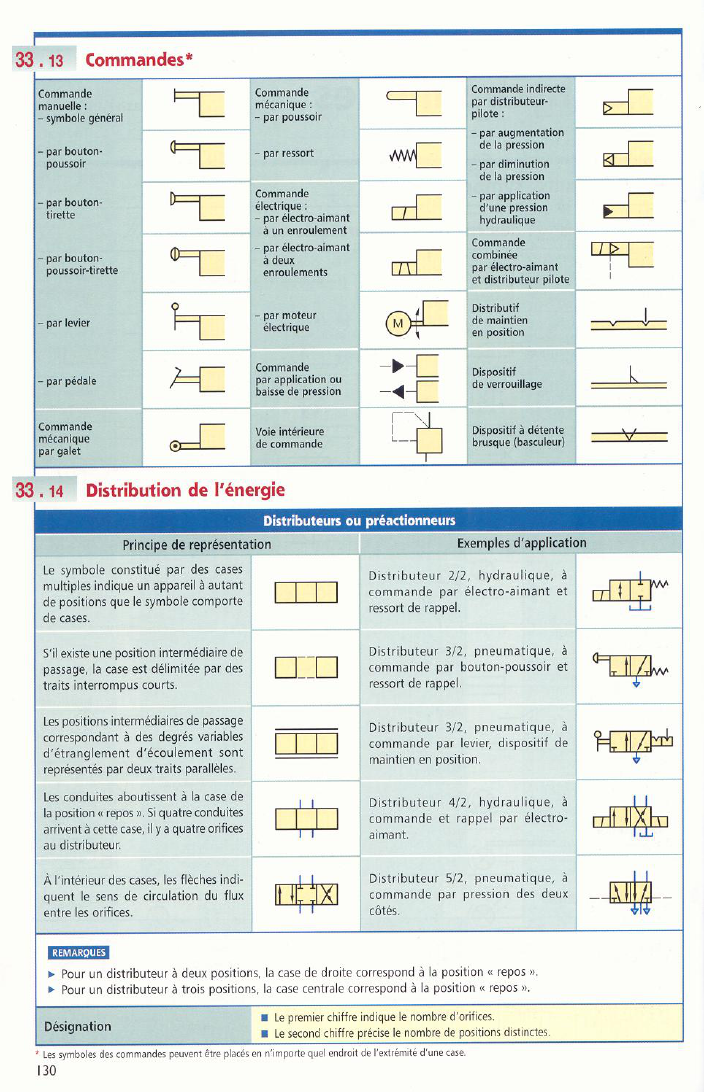 33 . 13 Commandes*
Commande
manuelle :
- symbole général
- par bouton-
poussoir
- par bouton-
tirette
- par bouton-
poussoir-tirette
- par levier
- par pédale
Commande
mécanique
par galet
Commande
mécanique :
- par poussoir
- par ressort
Commande
électrique :
- par électro-aimant
à un enroulement
- par électro-aimant
à deux
enroulements
- par moteur
électrique
M
Commande
par application ou
baisse de pression
Voie intérieure
de commande
Commande indirecte
par distributeur-
pilote :
- par augmentation
de la pression
- par diminution
de la pression
- par application
d'une pression
hydraulique
Commande
combinée
par électro-aimant
et distributeur pilote
Distributif
de maintien
en position
Dispositif
de verrouillage
Dispositif à détente
brusque (basculeur)
33 . 14 Distribution de l'énergie
Distributeurs ou préactionneurs
Principe de représentation
Exemples d'application
Le symbole constitué par des cases
multiples indique un appareil à autant
de positions que le symbole comporte
de cases.
Distributeur 2/2, hydraulique, à
commande par électro-aimant et
ressort de rappel.
S'il existe une position intermédiaire de
passage, la case est délimitée par des
traits interrompus courts.
Distributeur 3/2, pneumatique, à
commande par bouton-poussoir et
ressort de rappel.
Les positions intermédiaires de passage
correspondant à des degrés variables
d'étranglement d'écoulement sont
représentés par deux traits parallèles.
Distributeur 3/2, pneumatique, à
commande par levier, dispositif de
maintien en position.
Les conduites aboutissent à la case de
la position « repos ». Si quatre conduites
arrivent à cette case, il y a quatre orifices
au distributeur.
Distributeur 4/2, hydraulique, à
commande et rappel par électro-
aimant.
À l'intérieur des cases, les flèches indi-
quent le sens de circulation du flux
entre les orifices.
Distributeur 5/2, pneumatique, à
commande par pression des deux
côtés.
REMARQUES
► Pour un distributeur à deux positions, la case de droite correspond à la position « repos ».
► Pour un distributeur à trois positions, la case centrale correspond à la position « repos ».
Désignation
■ Le premier chiffre indique le nombre d'orifices.
■ Le second chiffre précise le nombre de positions distinctes.
* Les symboles des commandes peuvent être placés en n'importe quel endroit de l'extrémité d'une case.
130